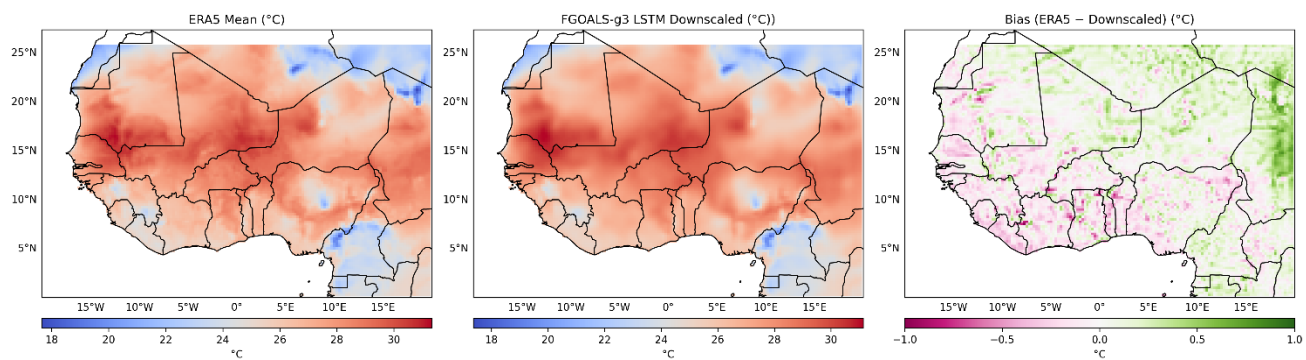 ERA5 Mean (°C)
FGOALS-g3 LSTM Downscaled (°C))
Bias (ERA5 − Downscaled) (°C)
25°N
20°N
15°N
10°N
5°N
15°W
10°W
5°W
0°
5°E
10°E
15°E
18
20
22
24
26
28
30
°C
25°N
20°N
15°N
10°N
5°N
15°W
10°W
5°W
0°
5°E
10°E
15°E
18
20
22
24
26
28
30
°C
25°N
20°N
15°N
10°N
5°N
15°W
10°W
5°W
0°
5°E
10°E
15°E
−1.0
−0.5
0.0
0.5
1.0
°C